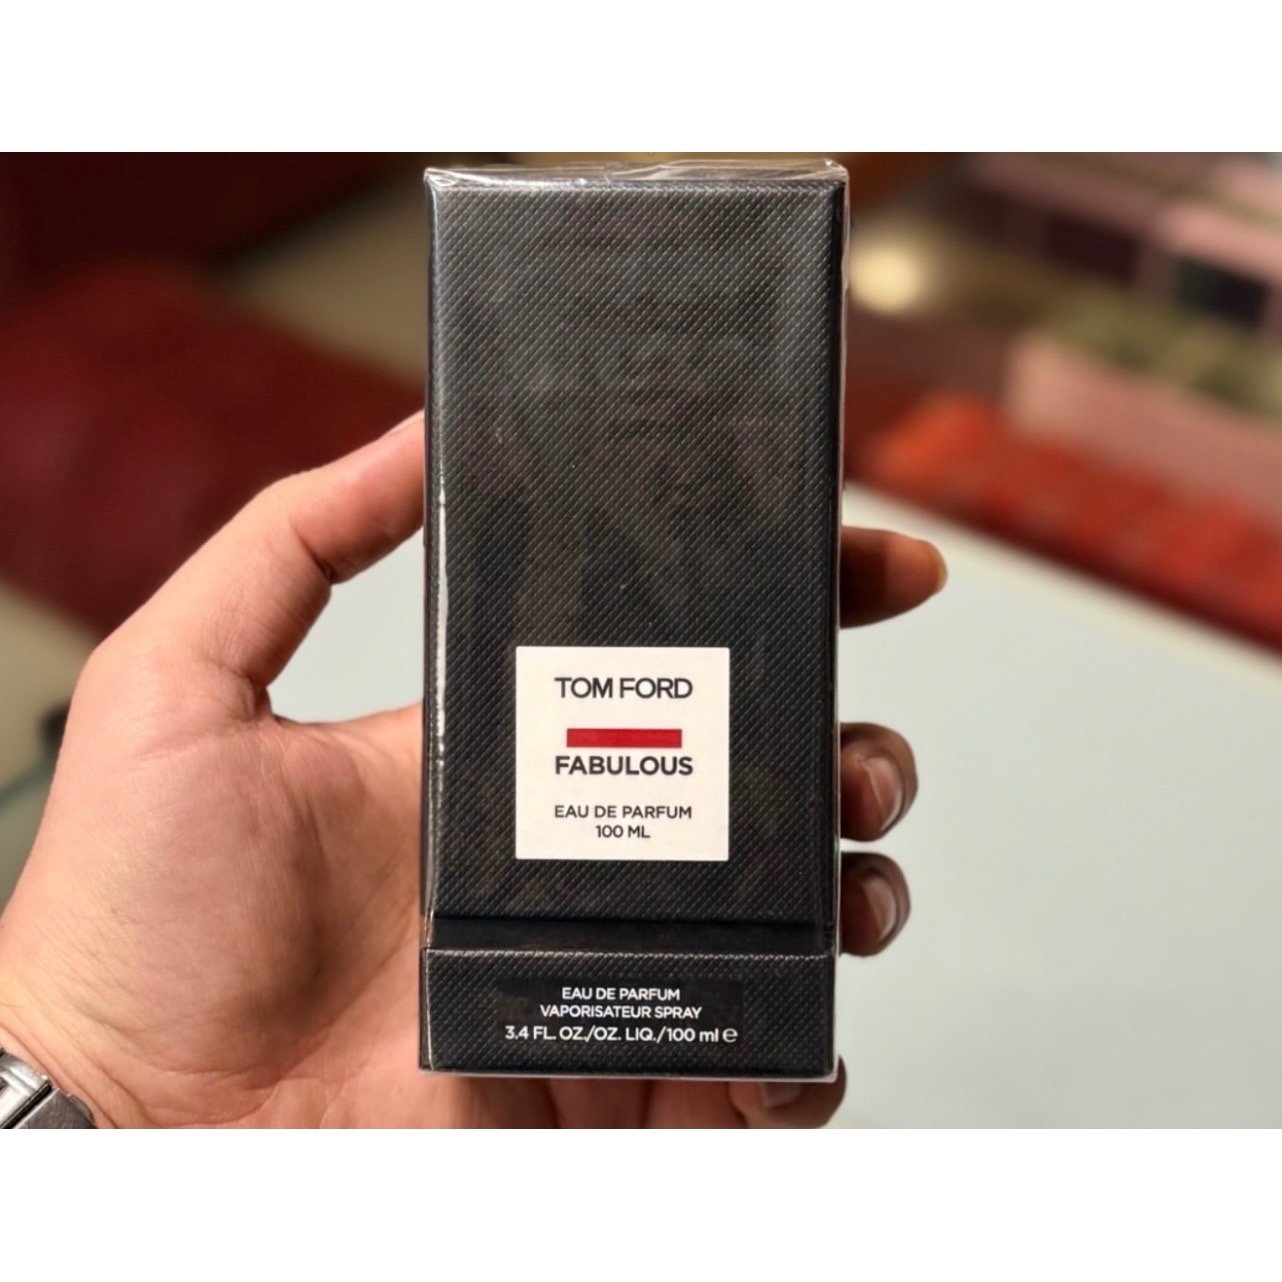 TOM FORD
FABULOUS
EAU DE PARFUM
100 ML
EAU DE PARFUM
VAPORISATEUR SPRAY
3.4 FL. OZ./OZ. LIQ./100 ml ℮